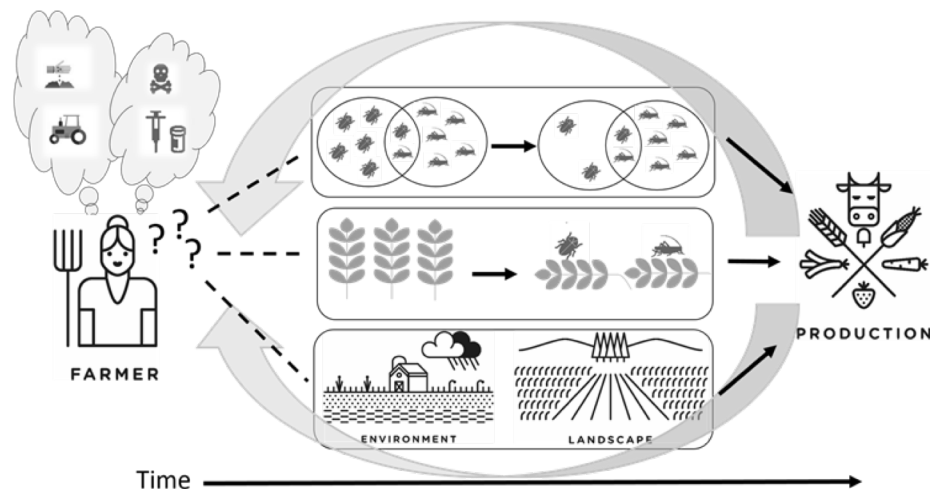 ? ? ?
FARMER
PRODUCTION
ENVIRONMENT
LANDSCAPE
Time